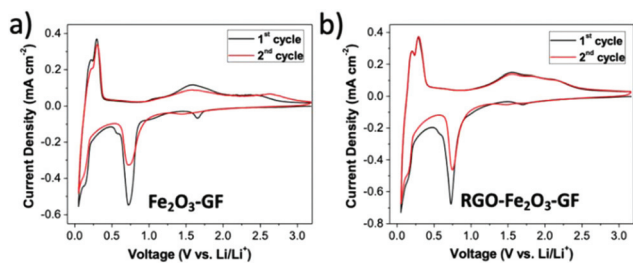 a)
Current Density (mA cm⁻²)
0.4
0.2
0.0
-0.2
-0.4
-0.6
1ˢᵗ cycle
2ⁿᵈ cycle
Fe₂O₃-GF
0.0 0.5 1.0 1.5 2.0 2.5 3.0
Voltage (V vs. Li/Li⁺)
b)
Current Density (mA cm⁻²)
0.4
0.2
0.0
-0.2
-0.4
-0.6
-0.8
1ˢᵗ cycle
2ⁿᵈ cycle
RGO-Fe₂O₃-GF
0.0 0.5 1.0 1.5 2.0 2.5 3.0
Voltage (V vs. Li/Li⁺)